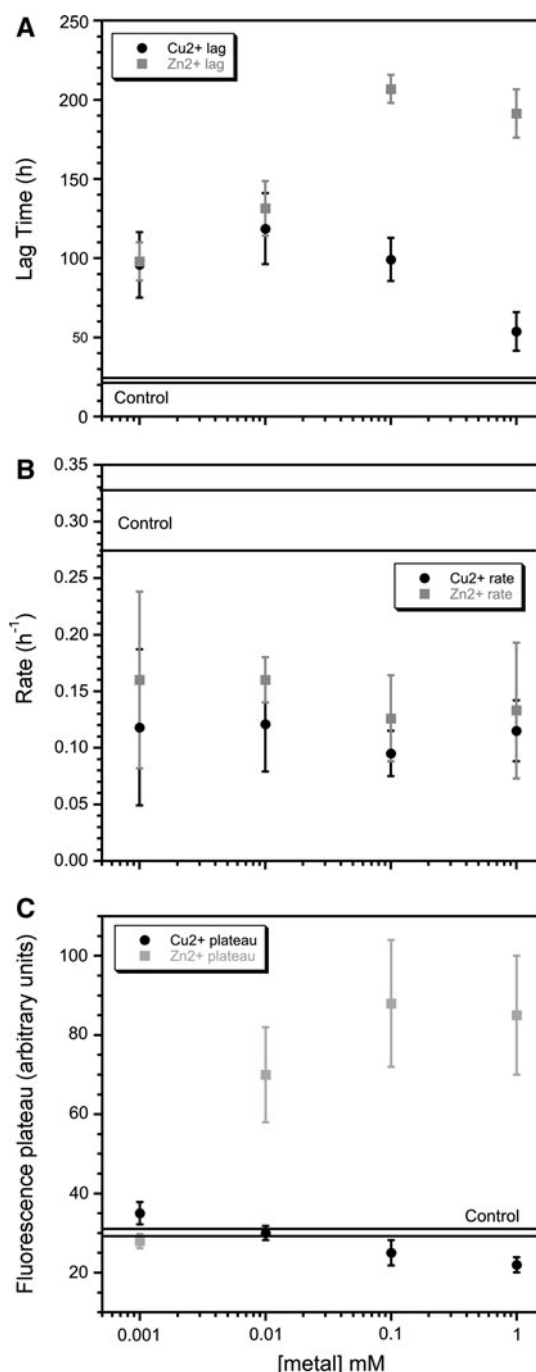 A
250
200
150
100
50
0
Lag Time (h)
Cu2+ lag
Zn2+ lag
Control
B
0.35
0.30
0.25
0.20
0.15
0.10
0.05
0.00
Rate (h⁻¹)
Control
Cu2+ rate
Zn2+ rate
C
100
80
60
40
20
Fluorescence plateau (arbitrary units)
Cu2+ plateau
Zn2+ plateau
Control
0.001 0.01 0.1 1
[metal] mM